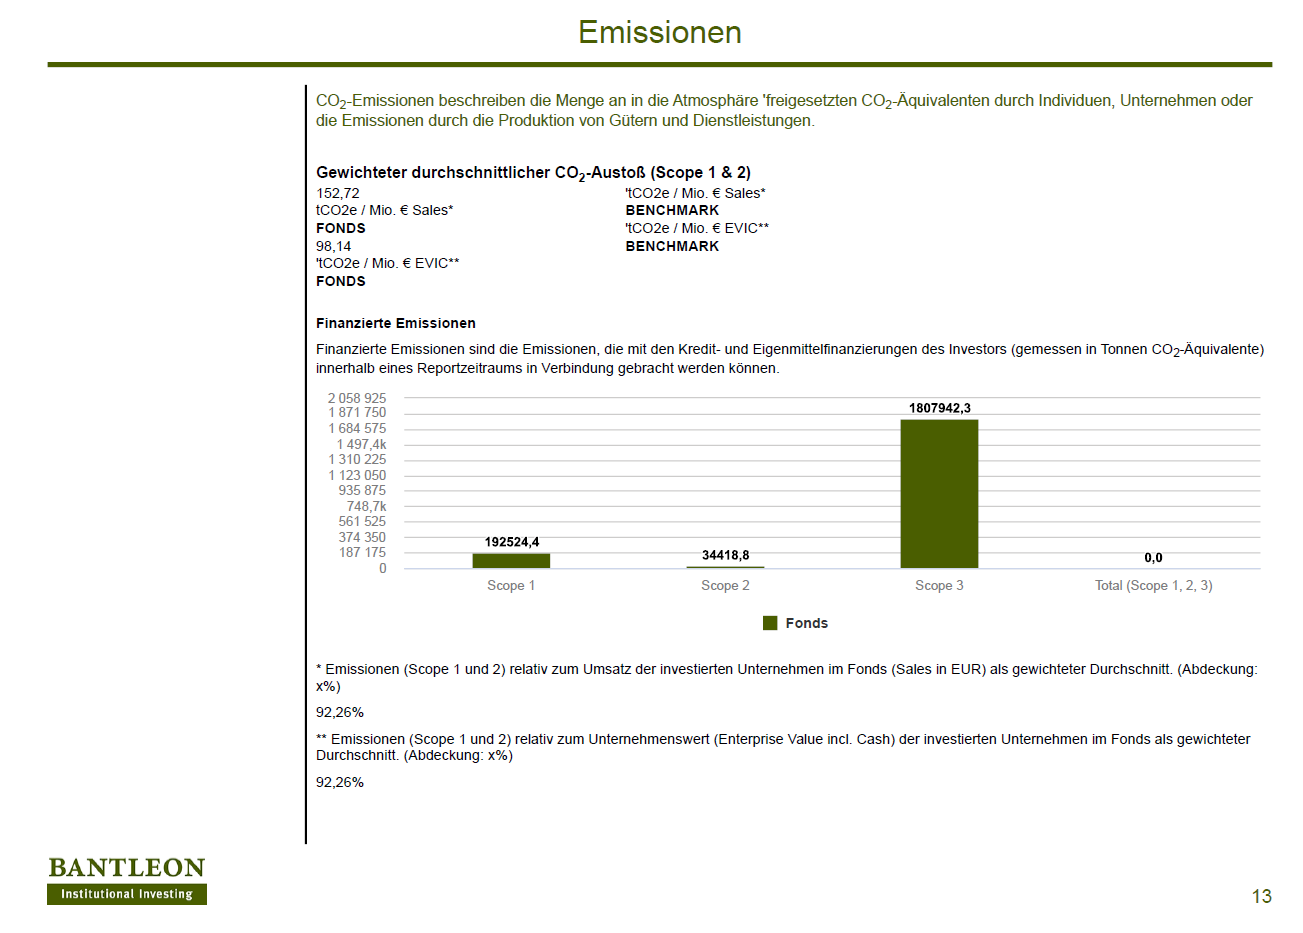 Emissionen
CO2-Emissionen beschreiben die Menge an in die Atmosphäre 'freigesetzten CO2-Äquivalenten durch Individuen, Unternehmen oder
die Emissionen durch die Produktion von Gütern und Dienstleistungen.
Gewichteter durchschnittlicher CO2-Austoß (Scope 1 & 2)
152,72
tCO2e / Mio. € Sales*
FONDS
98,14
'tCO2e / Mio. € EVIC**
FONDS
'tCO2e / Mio. € Sales*
BENCHMARK
'tCO2e / Mio. € EVIC**
BENCHMARK
Finanzierte Emissionen
Finanzierte Emissionen sind die Emissionen, die mit den Kredit- und Eigenmittelfinanzierungen des Investors (gemessen in Tonnen CO2-Äquivalente)
innerhalb eines Reportzeitraums in Verbindung gebracht werden können.
2 058 925
1 871 750
1 684 575
1 497,4k
1 310 225
1 123 050
935 875
748,7k
561 525
374 350
187 175
0
192524,4
34418,8
1807942,3
0,0
Scope 1
Scope 2
Scope 3
Total (Scope 1, 2, 3)
Fonds
* Emissionen (Scope 1 und 2) relativ zum Umsatz der investierten Unternehmen im Fonds (Sales in EUR) als gewichteter Durchschnitt. (Abdeckung:
x%)
92,26%
** Emissionen (Scope 1 und 2) relativ zum Unternehmenswert (Enterprise Value incl. Cash) der investierten Unternehmen im Fonds als gewichteter
Durchschnitt. (Abdeckung: x%)
92,26%
BANTLEON
Institutional Investing
13